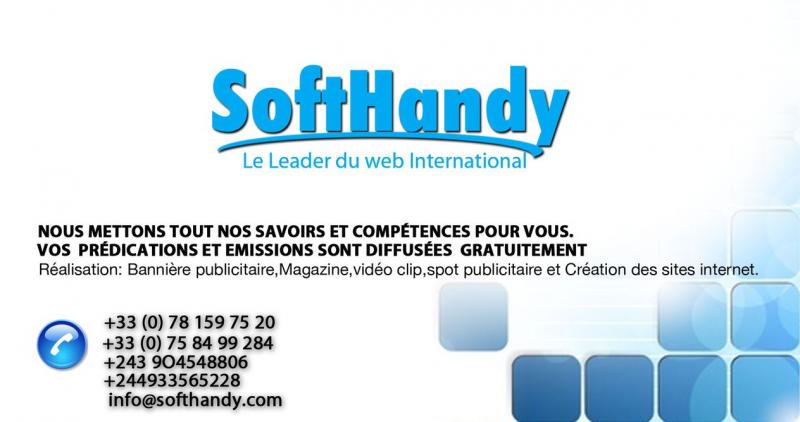 SoftHandy
Le Leader du web International
NOUS METTONS TOUT NOS SAVOIRS ET COMPÉTENCES POUR VOUS.
VOS PRÉDICATIONS ET EMISSIONS SONT DIFFUSÉES GRATUITEMENT
Réalisation: Bannière publicitaire,Magazine,vidéo clip,spot publicitaire et Création des sites internet.
+33 (0) 78 159 75 20
+33 (0) 75 84 99 284
+243 9O4548806
+244933565228
info@softhandy.com